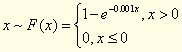 x ~ F(x) = { 1 − e^{-0.001x}, x > 0
0, x ≤ 0